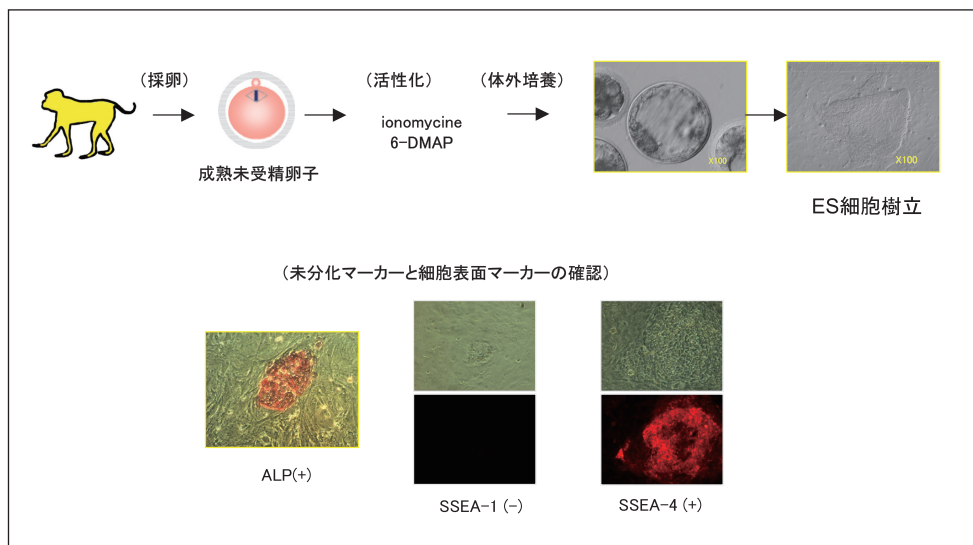 (採卵)
(活性化)
(体外培養)
ionomycine
6-DMAP
成熟未受精卵子
X100
X100
ES細胞樹立
(未分化マーカーと細胞表面マーカーの確認)
ALP(+)
SSEA-1 (-)
SSEA-4 (+)